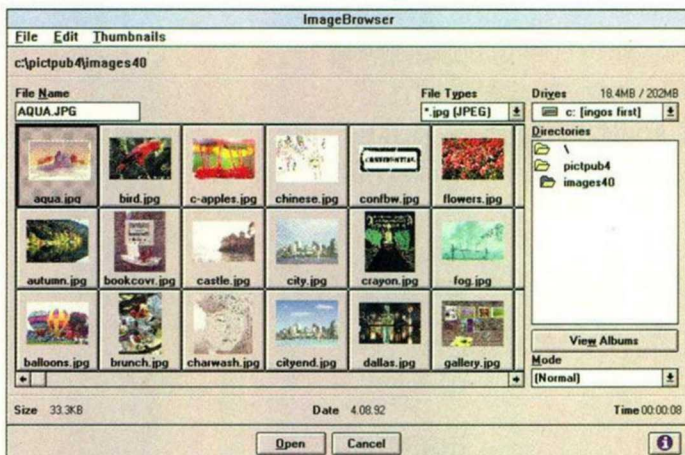 ImageBrowser
File Edit Thumbnails
c:\pictpub4\images40
File Name
AQUA.JPG
File Types
*.jpg (JPEG)
Drives 18.4MB / 202MB
c: [ingos first]
Directories
\
pictpub4
images40
aqua.jpg bird.jpg c-apples.jpg chinese.jpg confbw.jpg flowers.jpg
CONFIDENTIAL
autumn.jpg bookcovr.jpg castle.jpg city.jpg crayon.jpg fog.jpg
balloons.jpg brunch.jpg charwash.jpg cityend.jpg dallas.jpg gallery.jpg
View Albums
Mode
(Normal)
Size 33.3KB Date 4.08.92 Time 00:00:08
Open Cancel